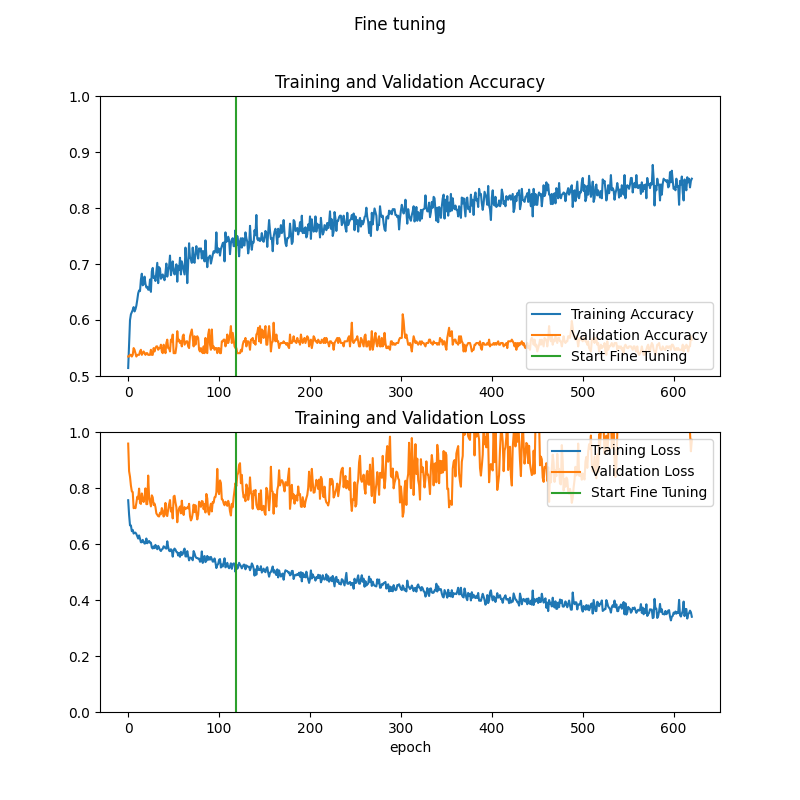 Fine tuning
Training and Validation Accuracy
1.0
0.9
0.8
0.7
0.6
0.5
Training Accuracy
Validation Accuracy
Start Fine Tuning
0 100 200 300 400 500 600
Training and Validation Loss
1.0
0.8
0.6
0.4
0.2
0.0
Training Loss
Validation Loss
Start Fine Tuning
0 100 200 300 400 500 600
epoch